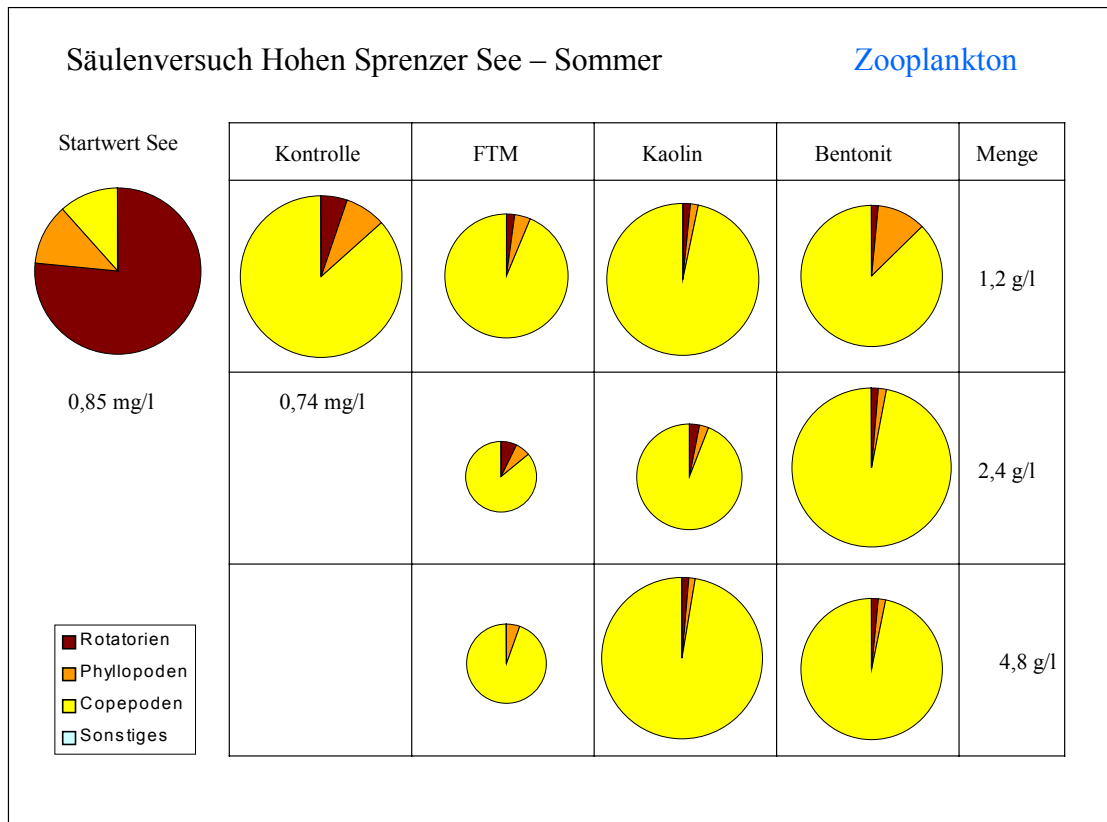 Säulenversuch Hohen Sprenzer See – Sommer
Zooplankton
Startwert See
Kontrolle
FTM
Kaolin
Bentonit
Menge
1,2 g/l
0,85 mg/l
0,74 mg/l
2,4 g/l
4,8 g/l
Rotatorien
Phyllopoden
Copepoden
Sonstiges